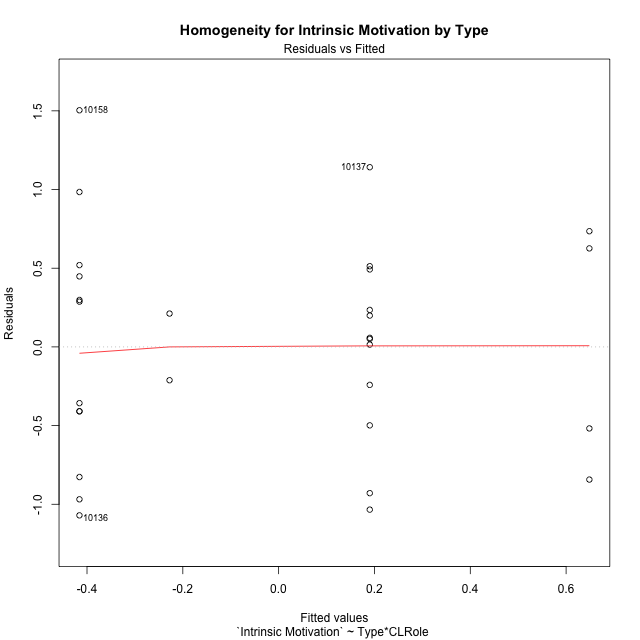 Homogeneity for Intrinsic Motivation by Type
Residuals vs Fitted
1.5
1.0
0.5
0.0
-0.5
-1.0
Residuals
10158
10137
10136
-0.4 -0.2 0.0 0.2 0.4 0.6
Fitted values
`Intrinsic Motivation` ~ Type*CLRole